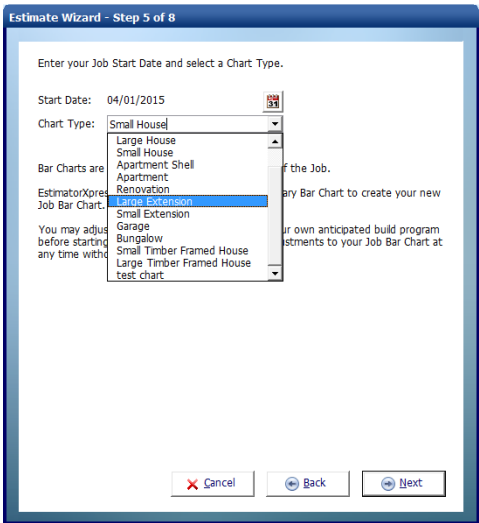 Estimate Wizard - Step 5 of 8
Enter your Job Start Date and select a Chart Type.
Start Date: 04/01/2015
31
Chart Type: Small House
Large House
Small House
Apartment Shell
Apartment
Renovation
Large Extension
Small Extension
Garage
Bungalow
Small Timber Framed House
Large Timber Framed House
test chart
Bar Charts are f the Job.
EstimatorXpres ary Bar Chart to create your new
Job Bar Chart.
You may adjus ur own anticipated build program
before starting ustments to your Job Bar Chart at
any time witho
Cancel
Back
Next